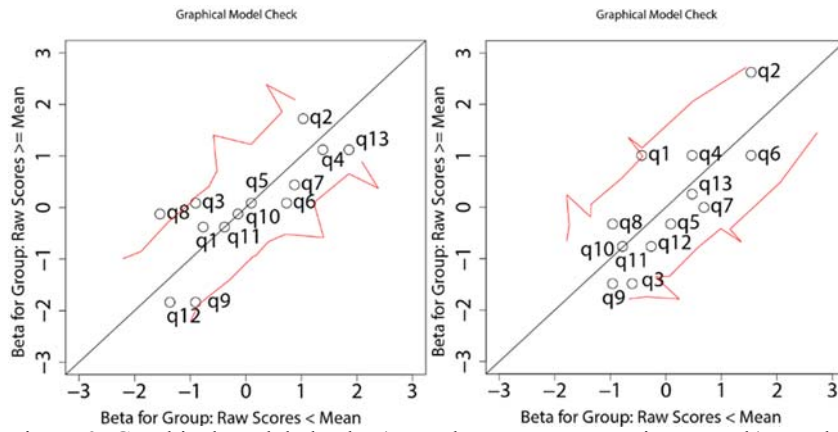 Graphical Model Check
Beta for Group: Raw Scores >= Mean
3
2
1
0
−1
−2
−3
q2
q13
q4
q5
q7
q3
q8
q6
q10
q1
q11
q9
q12
−3
−2
−1
0
1
2
3
Beta for Group: Raw Scores < Mean
Graphical Model Check
Beta for Group: Raw Scores >= Mean
3
2
1
0
−1
−2
−3
q2
q1
q4
q6
q13
q7
q8
q5
q10
q12
q11
q3
q9
−3
−2
−1
0
1
2
3
Beta for Group: Raw Scores < Mean